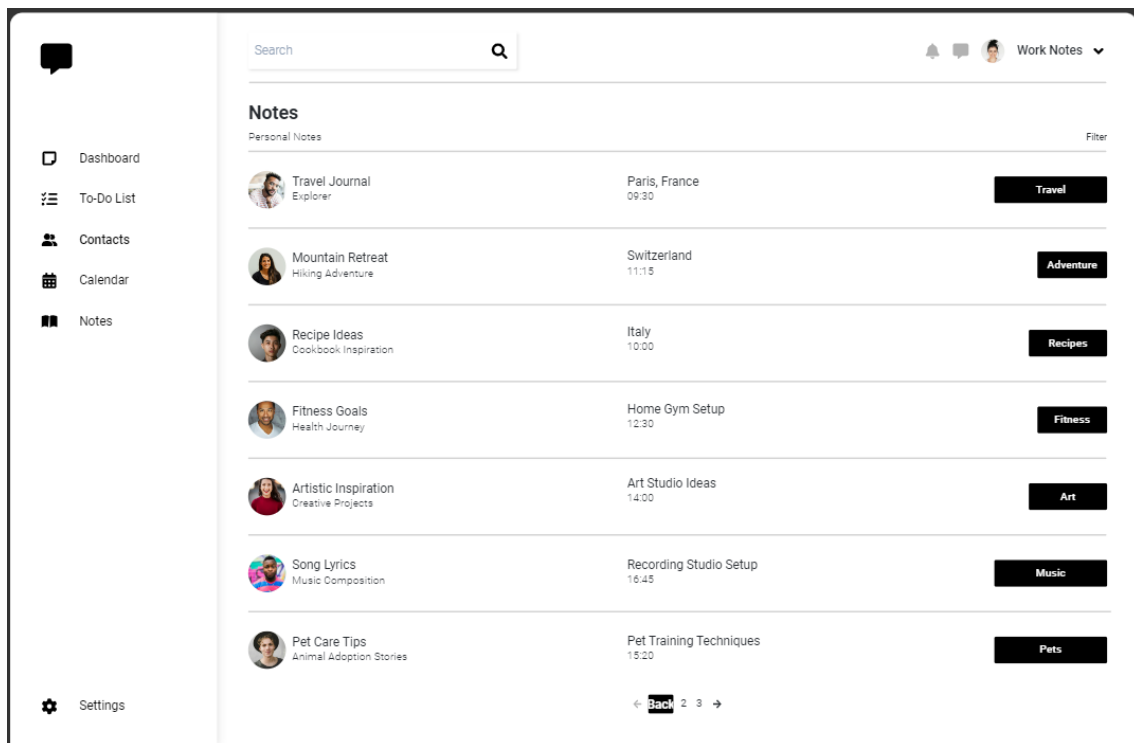 Search
Work Notes
Notes
Personal Notes
Filter
Dashboard
To-Do List
Contacts
Calendar
Notes
Settings
Travel Journal
Explorer
Paris, France
09:30
Travel
Mountain Retreat
Hiking Adventure
Switzerland
11:15
Adventure
Recipe Ideas
Cookbook Inspiration
Italy
10:00
Recipes
Fitness Goals
Health Journey
Home Gym Setup
12:30
Fitness
Artistic Inspiration
Creative Projects
Art Studio Ideas
14:00
Art
Song Lyrics
Music Composition
Recording Studio Setup
16:45
Music
Pet Care Tips
Animal Adoption Stories
Pet Training Techniques
15:20
Pets
← Back 2 3 →